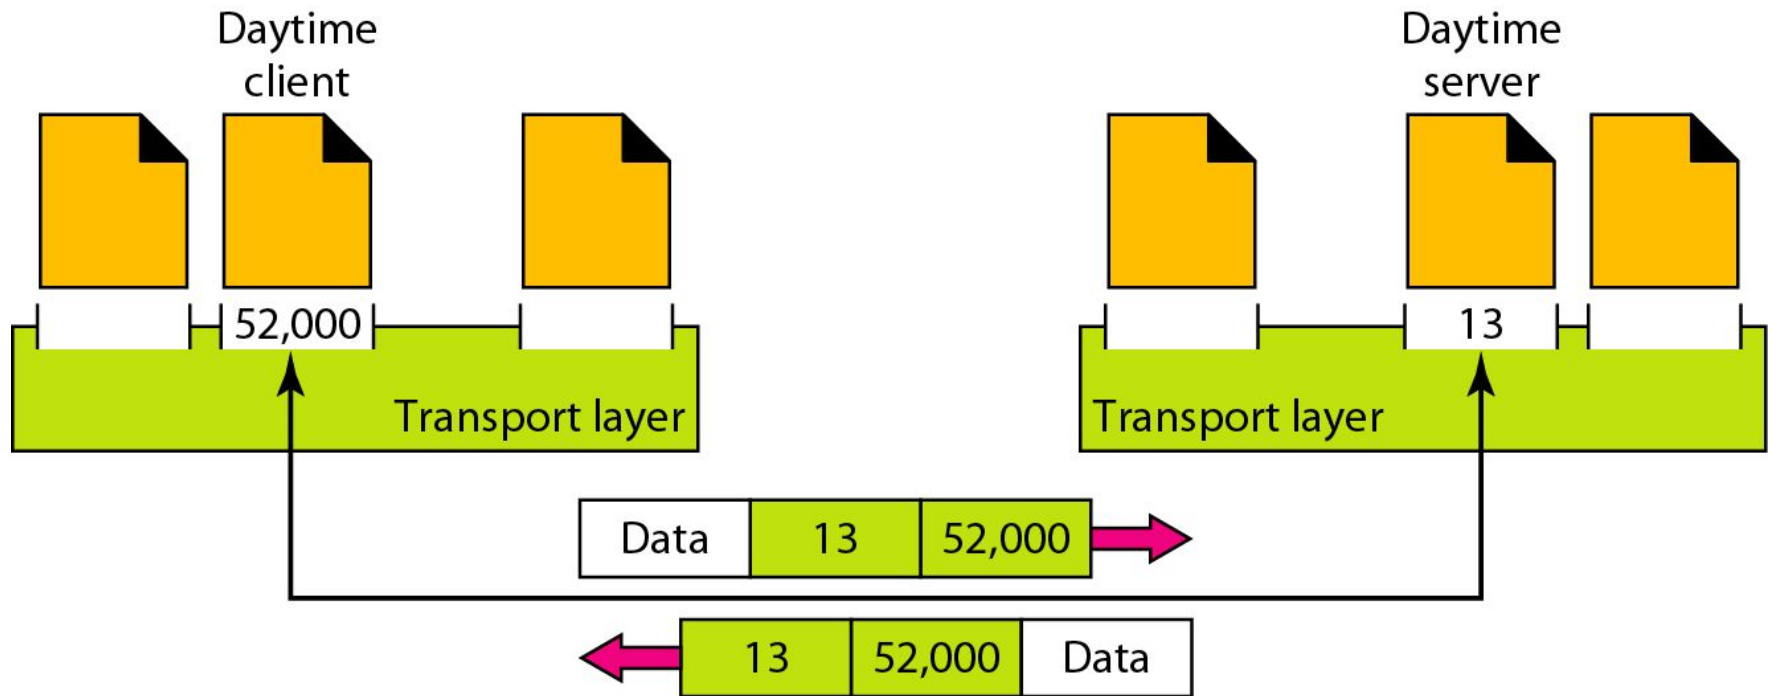 Daytime
client
Daytime
server
52,000
13
Transport layer
Transport layer
Data 13 52,000
13 52,000 Data